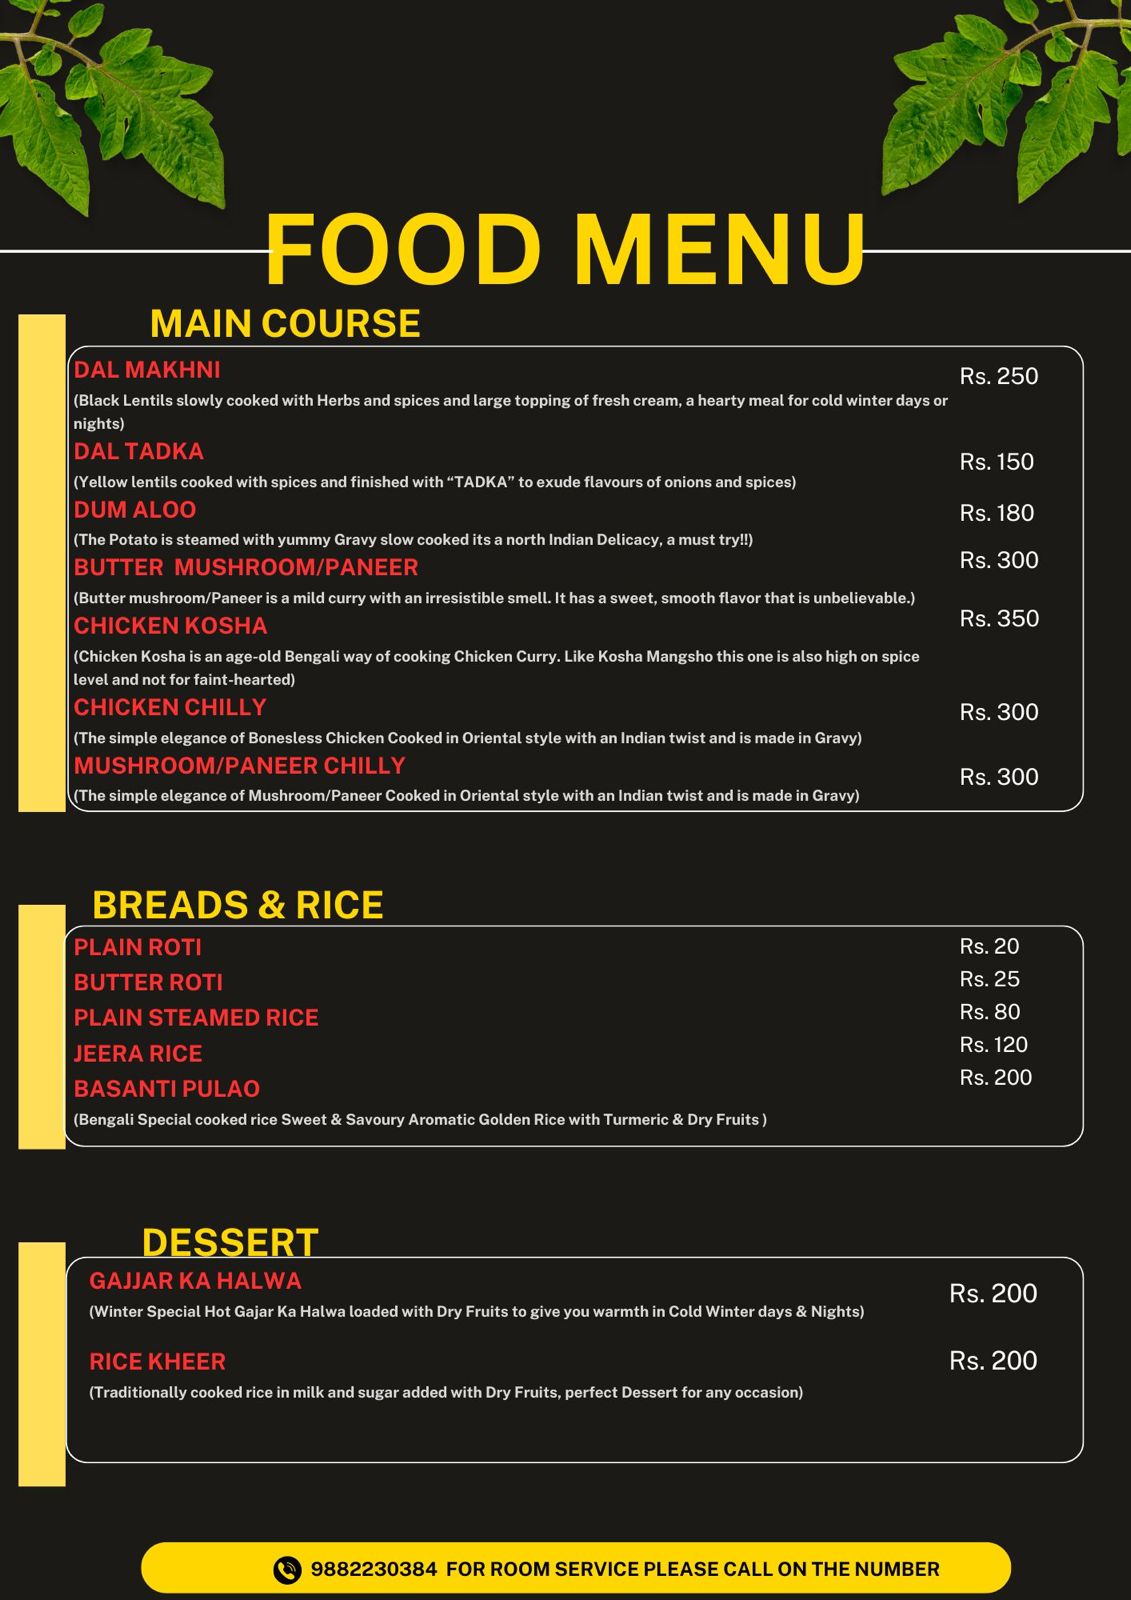 FOOD MENU
MAIN COURSE
DAL MAKHNI Rs. 250
(Black Lentils slowly cooked with Herbs and spices and large topping of fresh cream, a hearty meal for cold winter days or
nights)
DAL TADKA Rs. 150
(Yellow lentils cooked with spices and finished with “TADKA” to exude flavours of onions and spices)
DUM ALOO Rs. 180
(The Potato is steamed with yummy Gravy slow cooked its a north Indian Delicacy, a must try!!)
BUTTER MUSHROOM/PANEER Rs. 300
(Butter mushroom/Paneer is a mild curry with an irresistible smell. It has a sweet, smooth flavor that is unbelievable.)
CHICKEN KOSHA Rs. 350
(Chicken Kosha is an age-old Bengali way of cooking Chicken Curry. Like Kosha Mangsho this one is also high on spice
level and not for faint-hearted)
CHICKEN CHILLY Rs. 300
(The simple elegance of Bonesless Chicken Cooked in Oriental style with an Indian twist and is made in Gravy)
MUSHROOM/PANEER CHILLY Rs. 300
(The simple elegance of Mushroom/Paneer Cooked in Oriental style with an Indian twist and is made in Gravy)
BREADS & RICE
PLAIN ROTI Rs. 20
BUTTER ROTI Rs. 25
PLAIN STEAMED RICE Rs. 80
JEERA RICE Rs. 120
BASANTI PULAO Rs. 200
(Bengali Special cooked rice Sweet & Savoury Aromatic Golden Rice with Turmeric & Dry Fruits )
DESSERT
GAJJAR KA HALWA Rs. 200
(Winter Special Hot Gajar Ka Halwa loaded with Dry Fruits to give you warmth in Cold Winter days & Nights)
RICE KHEER Rs. 200
(Traditionally cooked rice in milk and sugar added with Dry Fruits, perfect Dessert for any occasion)
9882230384 FOR ROOM SERVICE PLEASE CALL ON THE NUMBER